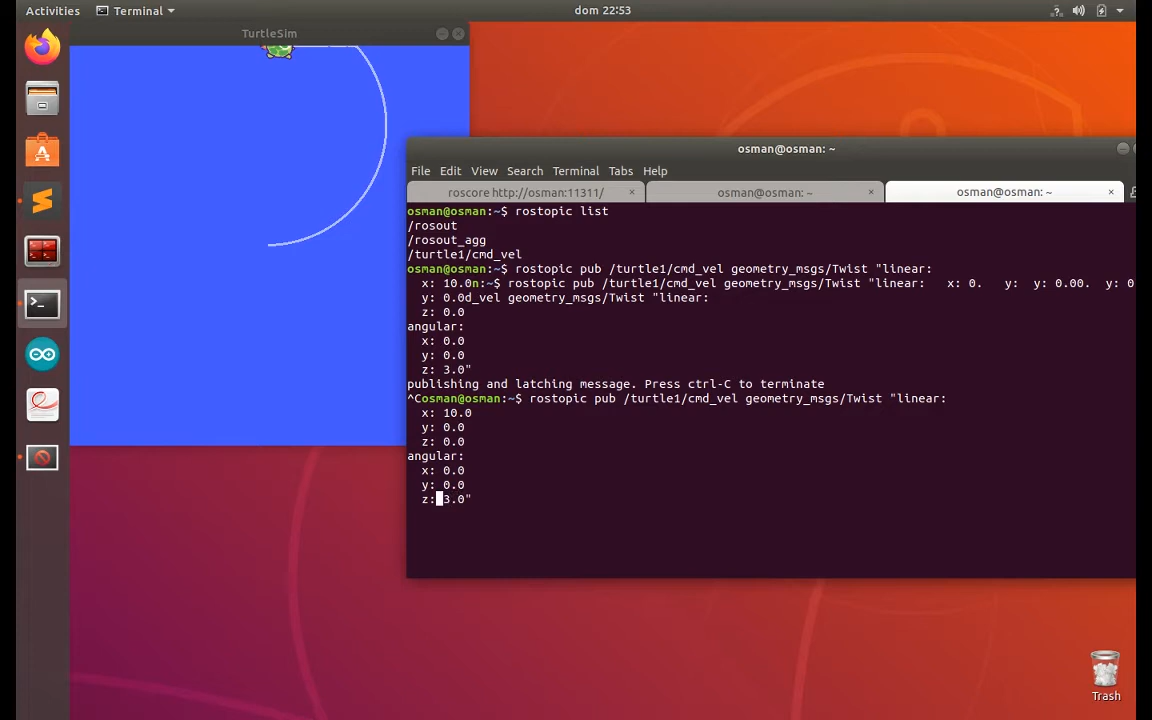 Activities
Terminal
dom 22:53
TurtleSim
osman@osman: ~
File Edit View Search Terminal Tabs Help
roscore http://osman:11311/ × osman@osman: ~ × osman@osman: ~ ×
osman@osman:~$ rostopic list
/rosout
/rosout_agg
/turtle1/cmd_vel
osman@osman:~$ rostopic pub /turtle1/cmd_vel geometry_msgs/Twist "linear:
  x: 10.0n:~$ rostopic pub /turtle1/cmd_vel geometry_msgs/Twist "linear:   x: 0.   y:  y: 0.00.  y: 0
  y: 0.0d_vel geometry_msgs/Twist "linear:
  z: 0.0
angular:
  x: 0.0
  y: 0.0
  z: 3.0"
publishing and latching message. Press ctrl-C to terminate
^Cosman@osman:~$ rostopic pub /turtle1/cmd_vel geometry_msgs/Twist "linear:
  x: 10.0
  y: 0.0
  z: 0.0
angular:
  x: 0.0
  y: 0.0
  z: 3.0"
Trash